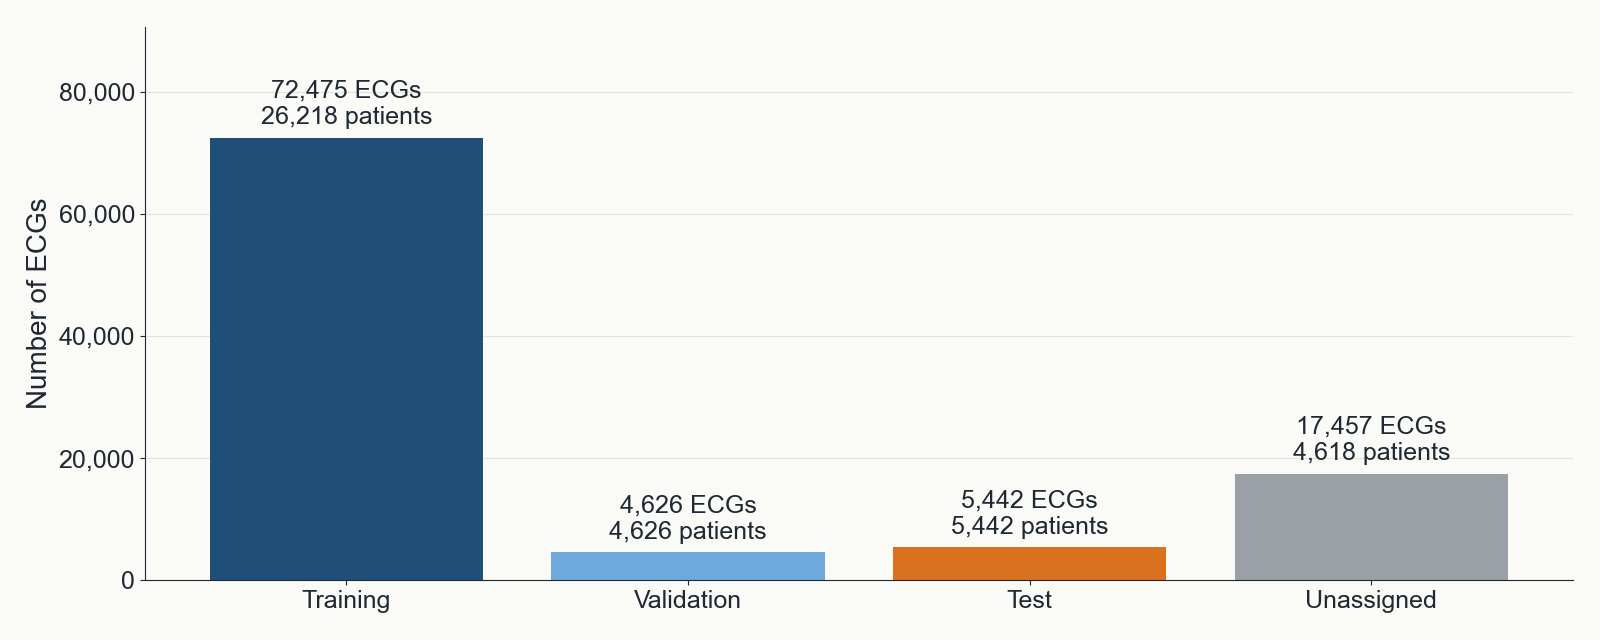 Number of ECGs
80,000
60,000
40,000
20,000
0
72,475 ECGs
26,218 patients
4,626 ECGs
4,626 patients
5,442 ECGs
5,442 patients
17,457 ECGs
4,618 patients
Training
Validation
Test
Unassigned